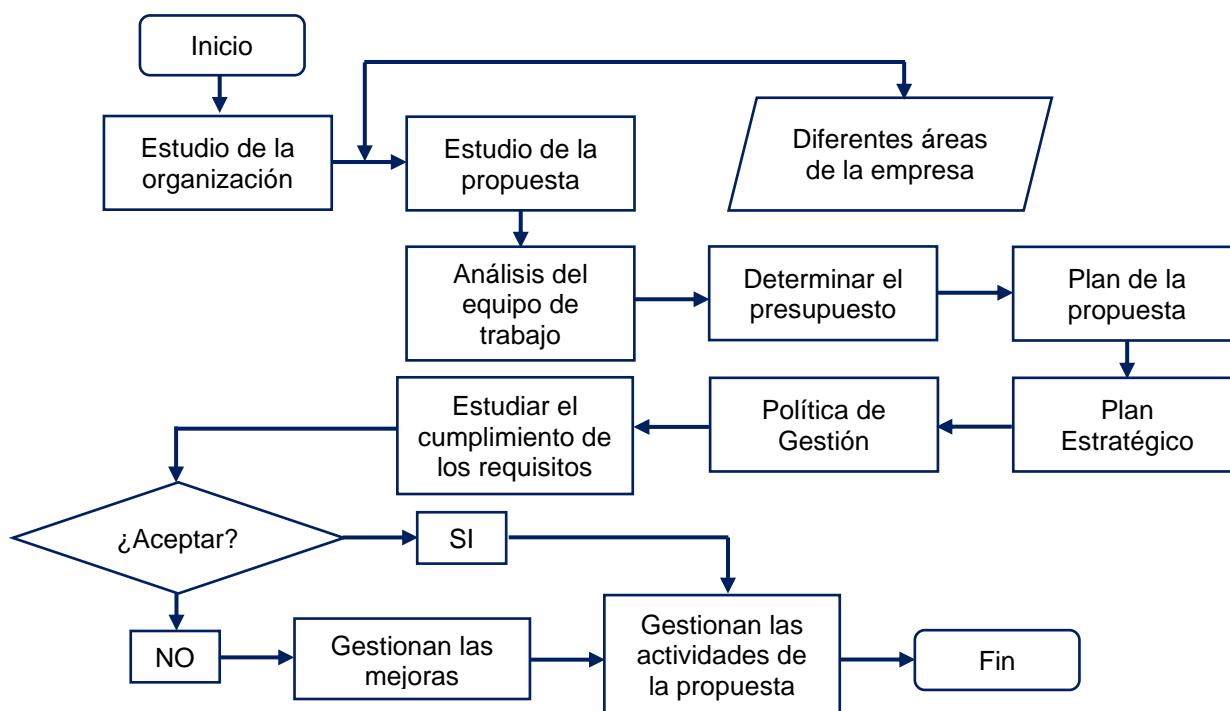 Inicio
Estudio de la
organización
Estudio de la
propuesta
Diferentes áreas
de la empresa
Análisis del
equipo de
trabajo
Determinar el
presupuesto
Plan de la
propuesta
Estudiar el
cumplimiento de
los requisitos
Política de
Gestión
Plan
Estratégico
¿Aceptar?
SI
NO
Gestionan las
mejoras
Gestionan las
actividades de
la propuesta
Fin